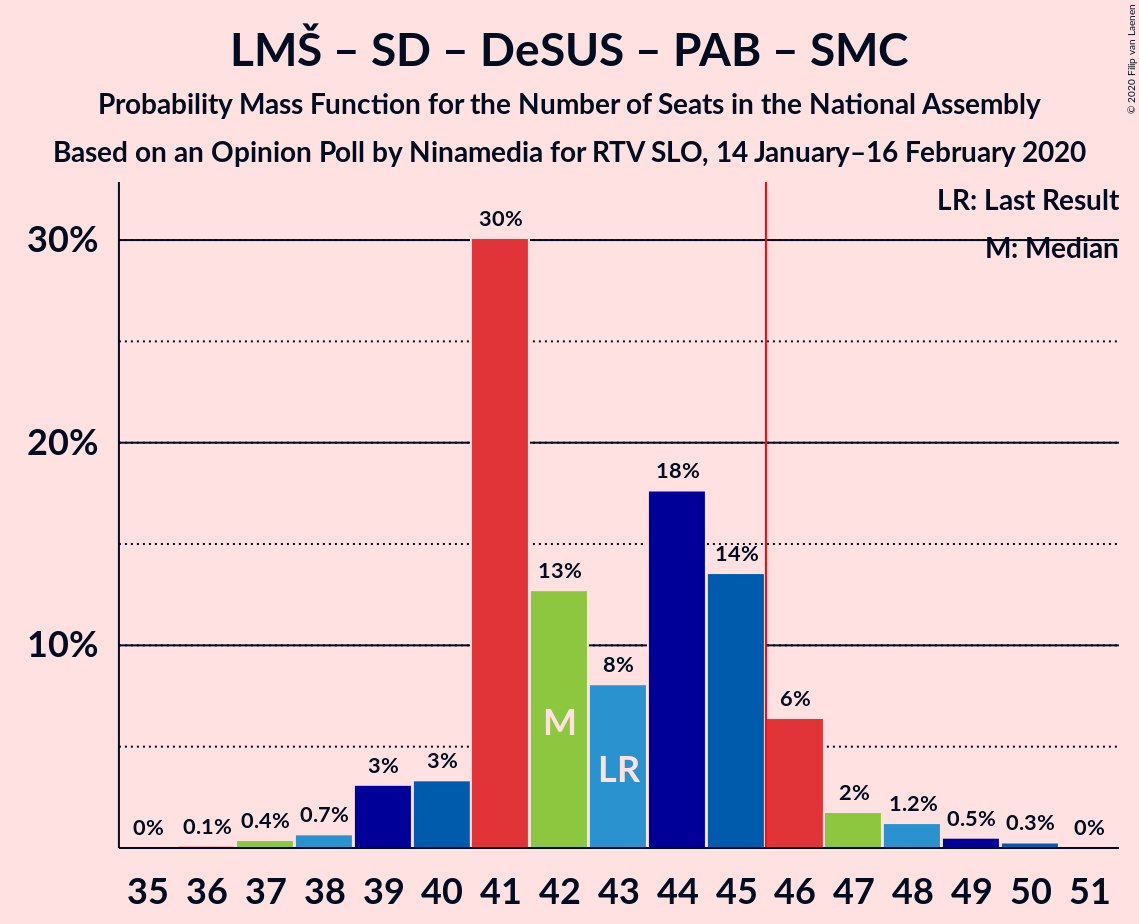 LMŠ – SD – DeSUS – PAB – SMC
Probability Mass Function for the Number of Seats in the National Assembly
Based on an Opinion Poll by Ninamedia for RTV SLO, 14 January–16 February 2020
© 2020 Filip van Laenen
LR: Last Result
M: Median
30%
20%
10%
0% 0.1% 0.4% 0.7% 3% 3% 30% 13% 8% 18% 14% 6% 2% 1.2% 0.5% 0.3% 0%
M
LR
35 36 37 38 39 40 41 42 43 44 45 46 47 48 49 50 51